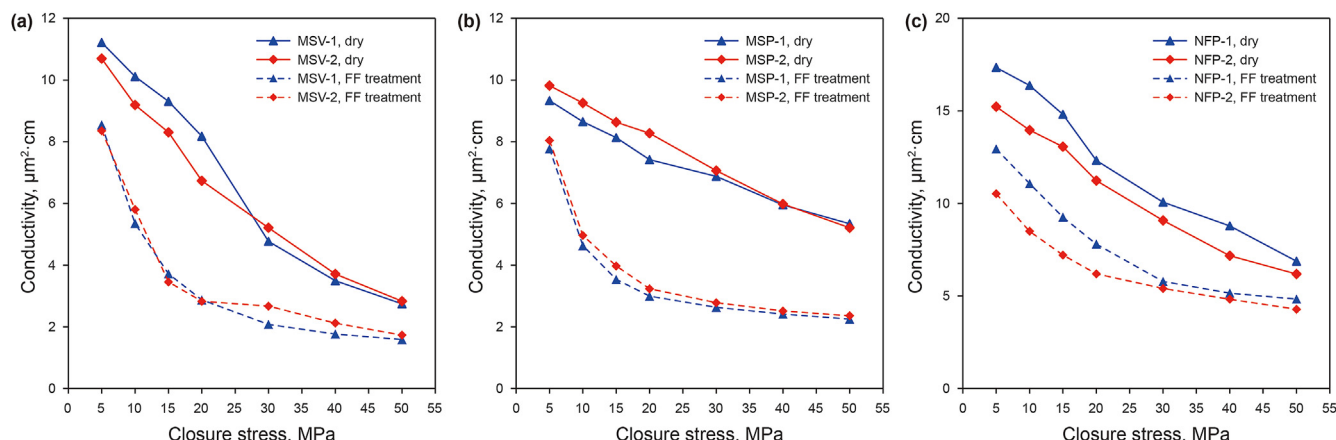 (a)
12
10
8
6
4
2
0
Conductivity, μm²·cm
MSV-1, dry
MSV-2, dry
MSV-1, FF treatment
MSV-2, FF treatment
0 5 10 15 20 25 30 35 40 45 50 55
Closure stress, MPa
(b)
12
10
8
6
4
2
0
Conductivity, μm²·cm
MSP-1, dry
MSP-2, dry
MSP-1, FF treatment
MSP-2, FF treatment
0 5 10 15 20 25 30 35 40 45 50 55
Closure stress, MPa
(c)
20
15
10
5
0
Conductivity, μm²·cm
NFP-1, dry
NFP-2, dry
NFP-1, FF treatment
NFP-2, FF treatment
0 5 10 15 20 25 30 35 40 45 50 55
Closure stress, MPa